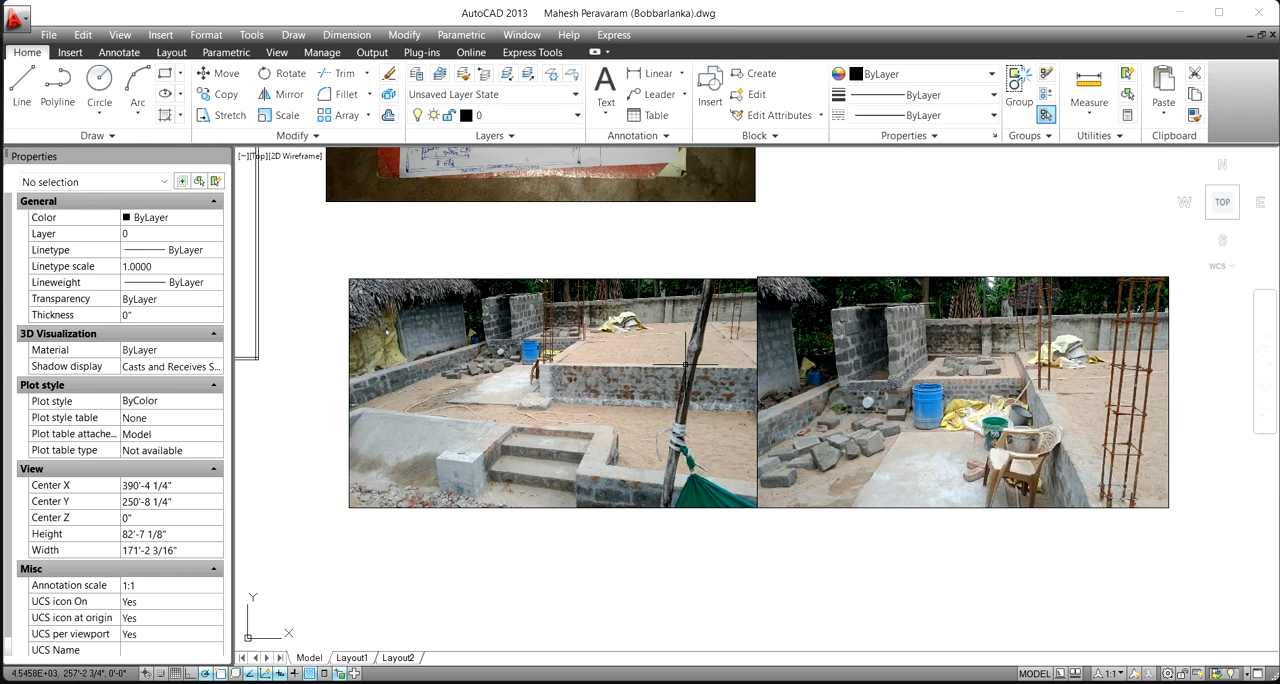 AutoCAD 2013 Mahesh Peravaram (Bobbarlanka).dwg
File Edit View Insert Format Tools Draw Dimension Modify Parametric Window Help Express
Home Insert Annotate Layout Parametric View Manage Output Plug-ins Online Express Tools
Line Polyline Circle Arc
Move Rotate Trim
Copy Mirror Fillet
Stretch Scale Array
Unsaved Layer State
0
Text
Linear
Leader
Table
Insert
Create
Edit
Edit Attributes
ByLayer
ByLayer
ByLayer
Group
Measure
Paste
Draw Modify Layers Annotation Block Properties Groups Utilities Clipboard
Properties
No selection
General
Color ByLayer
Layer 0
Linetype ByLayer
Linetype scale 1.0000
Lineweight ByLayer
Transparency ByLayer
Thickness 0"
3D Visualization
Material ByLayer
Shadow display Casts and Receives S...
Plot style
Plot style ByColor
Plot style table None
Plot table attache... Model
Plot table type Not available
View
Center X 390'-4 1/4"
Center Y 250'-8 1/4"
Center Z 0"
Height 82'-7 1/8"
Width 171'-2 3/16"
Misc
Annotation scale 1:1
UCS icon On Yes
UCS icon at origin Yes
UCS per viewport Yes
UCS Name
[−][Top][2D Wireframe]
N
W TOP E
S
WCS
Y
X
Model Layout1 Layout2
4.5458E+03, 257'-2 3/4", 0'-0"
MODEL 1:1